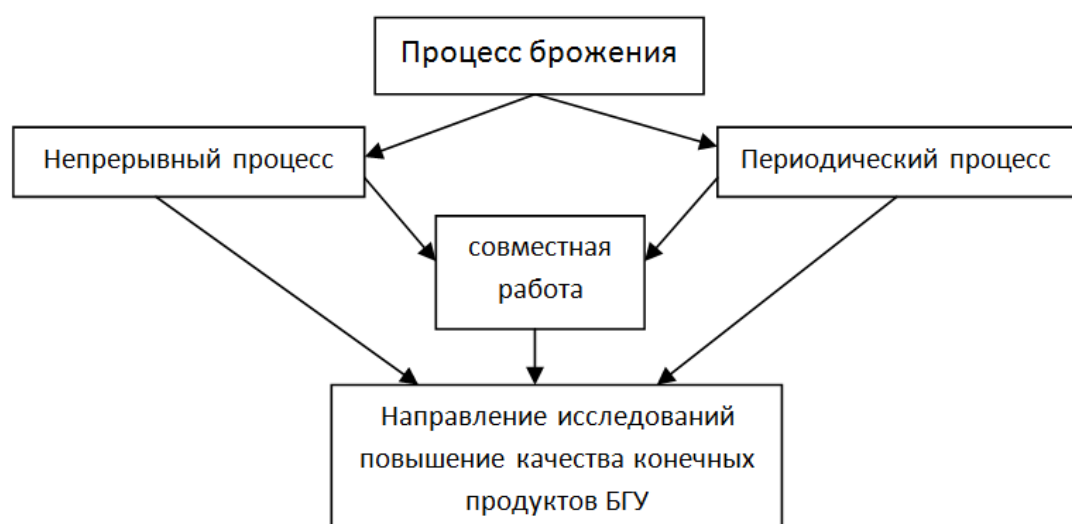 Процесс брожения
Непрерывный процесс
Периодический процесс
совместная
работа
Направление исследований
повышение качества конечных
продуктов БГУ